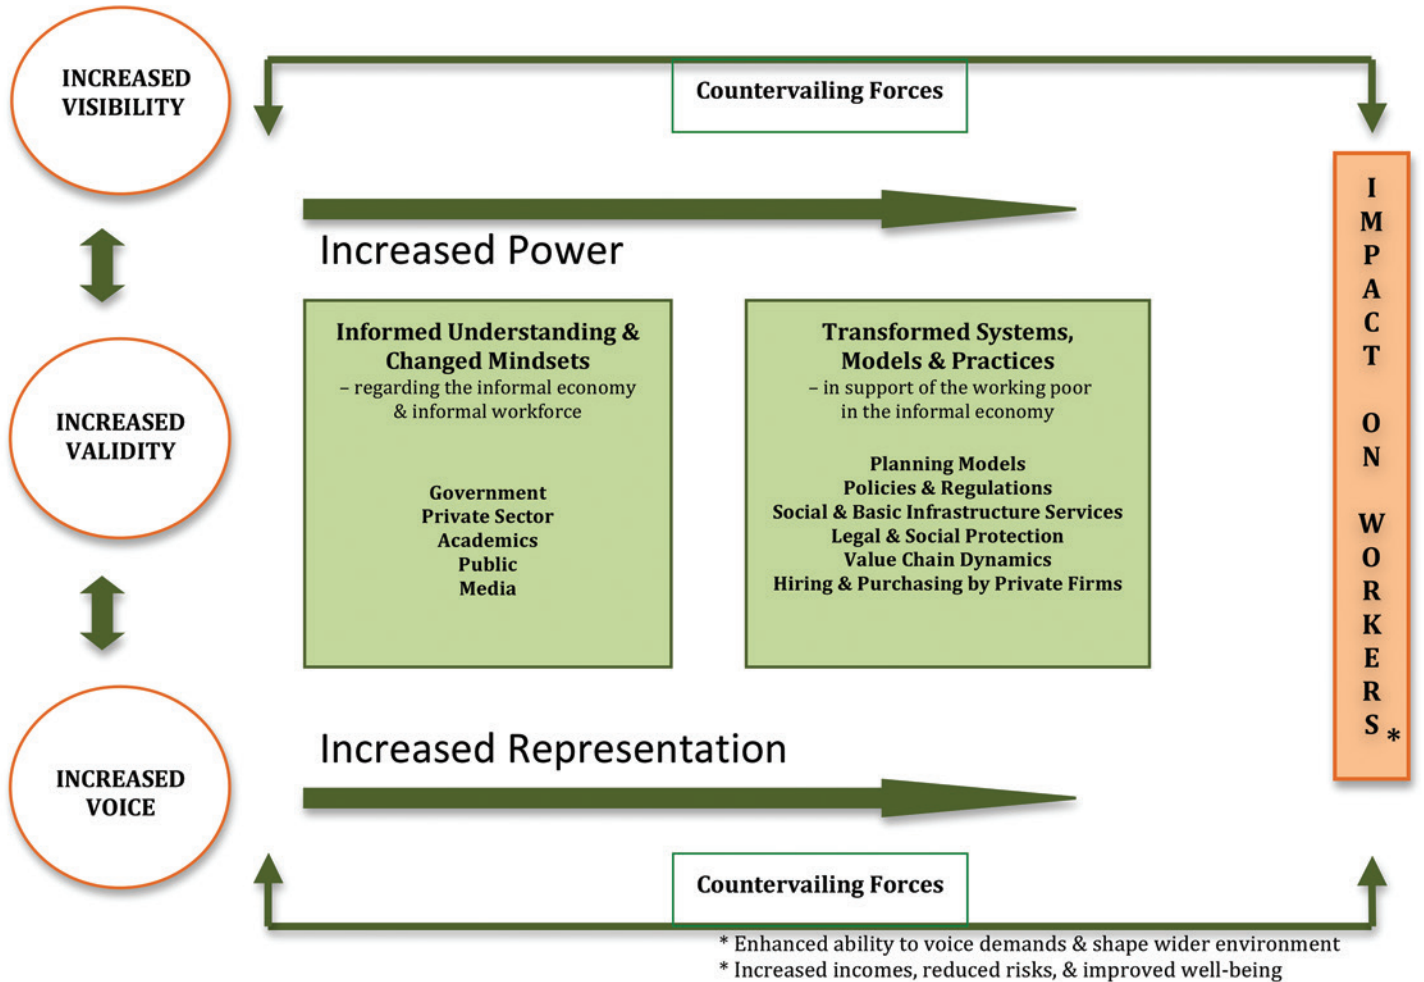 INCREASED
VISIBILITY
Countervailing Forces
Increased Power
INCREASED
VALIDITY
Informed Understanding &
Changed Mindsets
– regarding the informal economy
& informal workforce
Government
Private Sector
Academics
Public
Media
Transformed Systems,
Models & Practices
– in support of the working poor
in the informal economy
Planning Models
Policies & Regulations
Social & Basic Infrastructure Services
Legal & Social Protection
Value Chain Dynamics
Hiring & Purchasing by Private Firms
IMPACT ON WORKERS*
INCREASED
VOICE
Increased Representation
Countervailing Forces
* Enhanced ability to voice demands & shape wider environment
* Increased incomes, reduced risks, & improved well-being